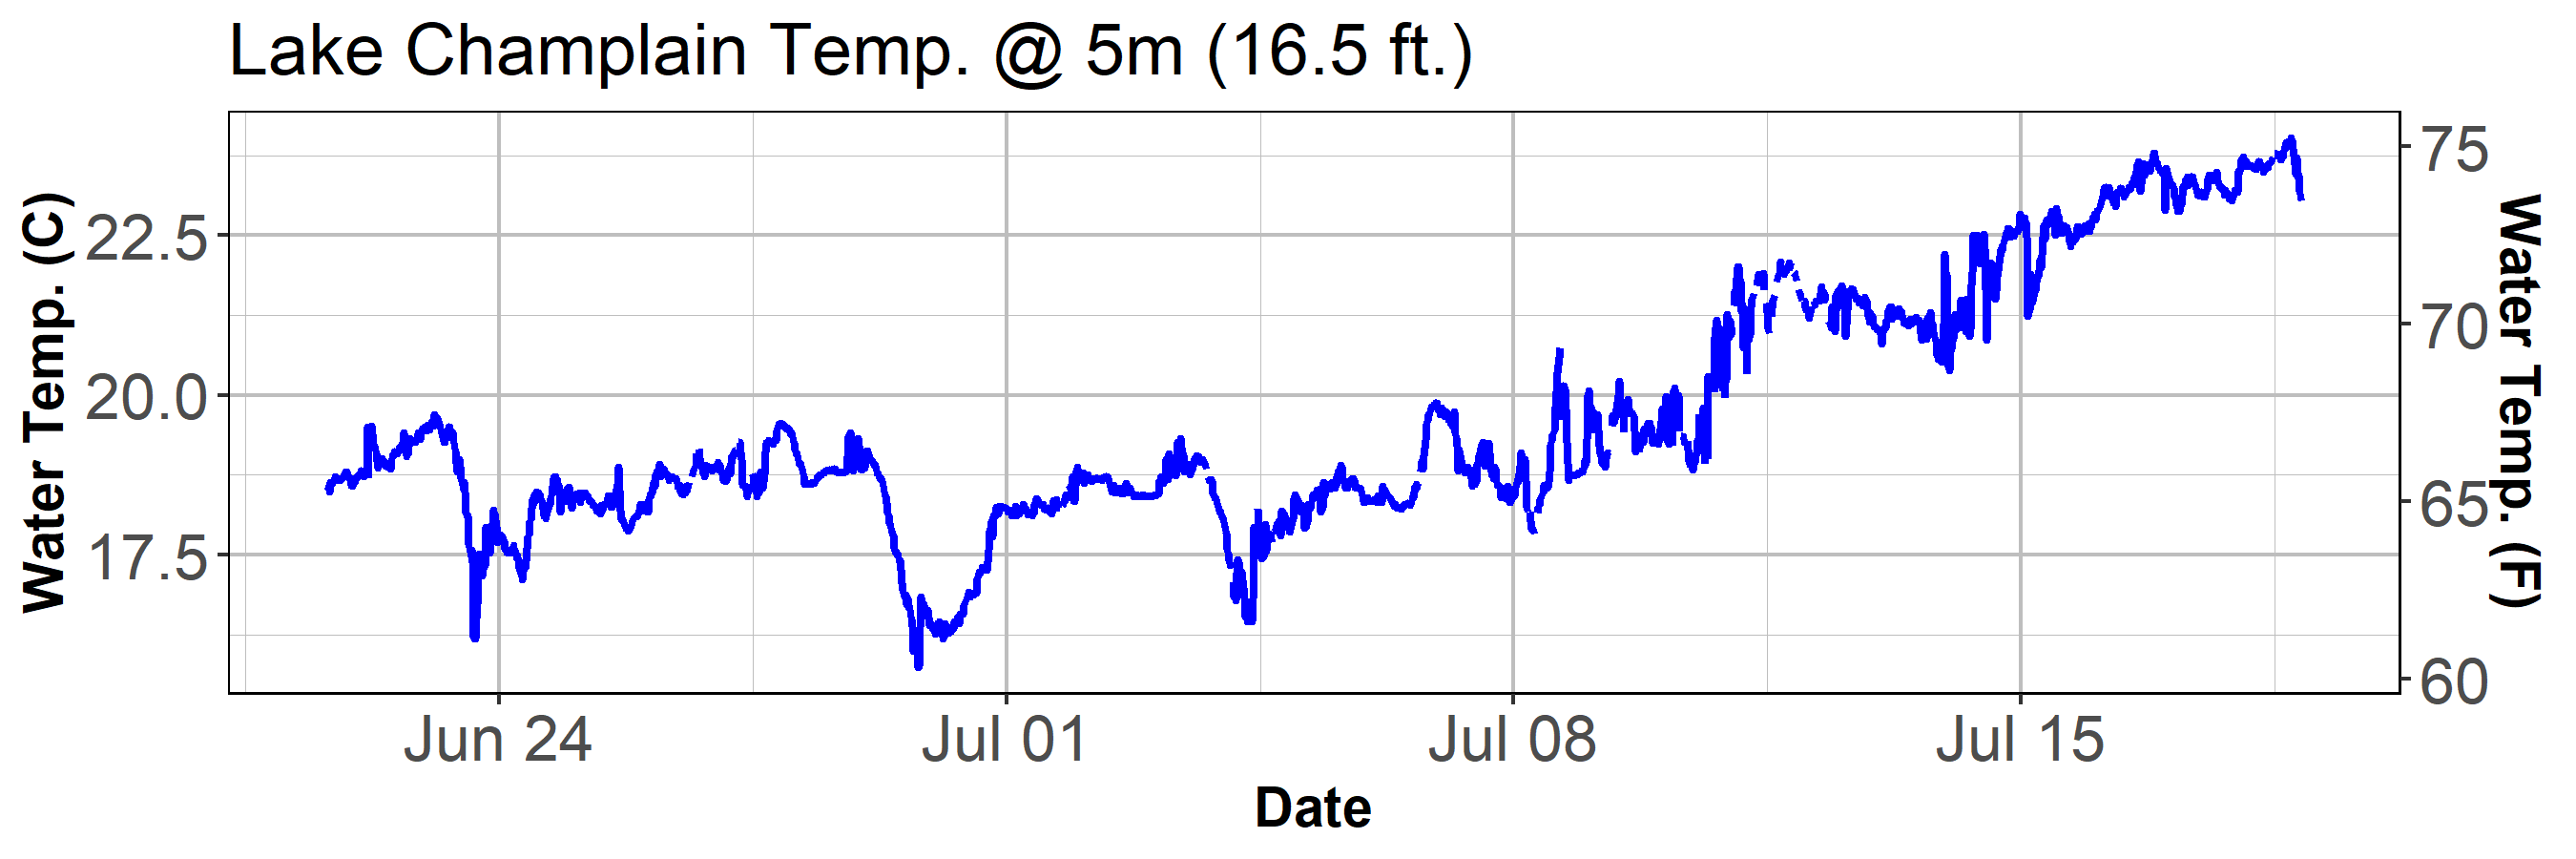 Lake Champlain Temp. @ 5m (16.5 ft.)
Water Temp. (C)
22.5
20.0
17.5
75
70
65
60
Water Temp. (F)
Jun 24
Jul 01
Jul 08
Jul 15
Date